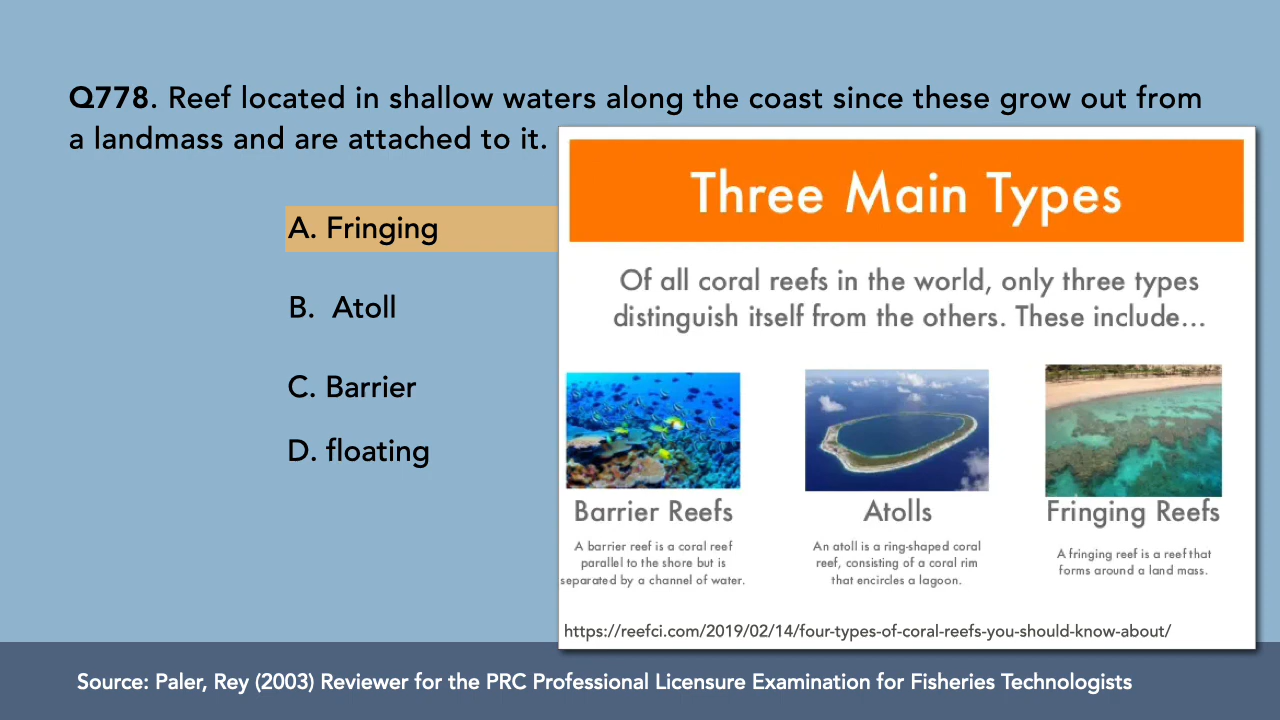 Q778. Reef located in shallow waters along the coast since these grow out from
a landmass and are attached to it.
A. Fringing
B. Atoll
C. Barrier
D. floating
Three Main Types
Of all coral reefs in the world, only three types
distinguish itself from the others. These include...
Barrier Reefs
A barrier reef is a coral reef
parallel to the shore but is
separated by a channel of water.
Atolls
An atoll is a ring-shaped coral
reef, consisting of a coral rim
that encircles a lagoon.
Fringing Reefs
A fringing reef is a reef that
forms around a land mass.
https://reefci.com/2019/02/14/four-types-of-coral-reefs-you-should-know-about/
Source: Paler, Rey (2003) Reviewer for the PRC Professional Licensure Examination for Fisheries Technologists